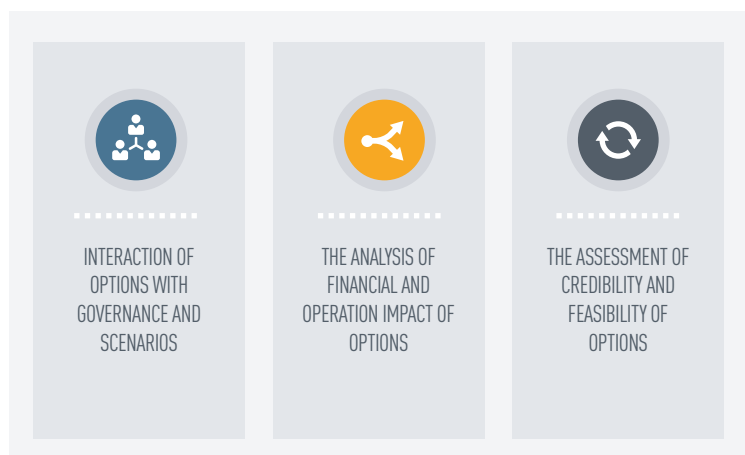 INTERACTION OF
OPTIONS WITH
GOVERNANCE AND
SCENARIOS
THE ANALYSIS OF
FINANCIAL AND
OPERATION IMPACT OF
OPTIONS
THE ASSESSMENT OF
CREDIBILITY AND
FEASIBILITY OF
OPTIONS